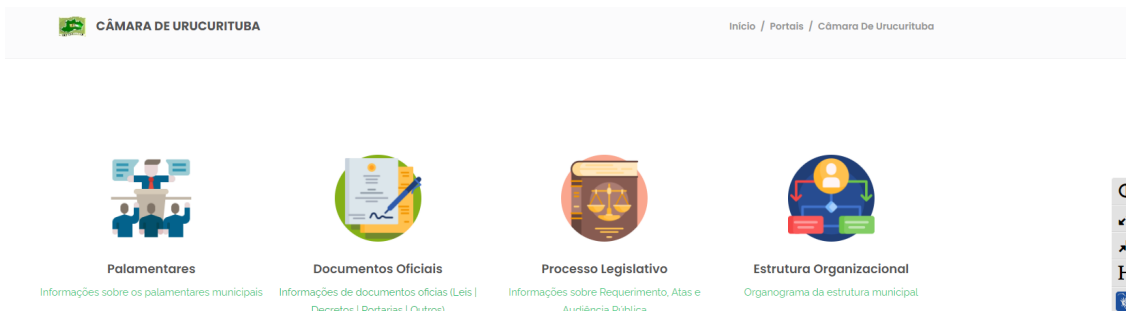 CÂMARA DE URUCURITUBA
Início / Portais / Câmara De Urucurituba
Palamentares
Informações sobre os palamentares municipais
Documentos Oficiais
Informações de documentos oficias (Leis |
Decretos | Portarias | Outros)
Processo Legislativo
Informações sobre Requerimento, Atas e
Audiência Pública
Estrutura Organizacional
Organograma da estrutura municipal